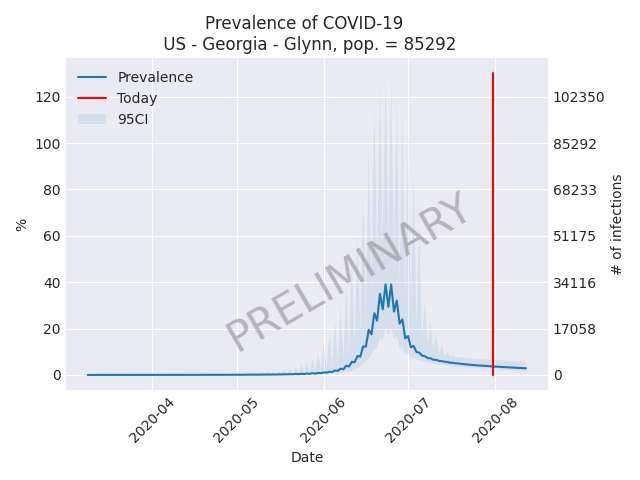 Prevalence of COVID-19
US - Georgia - Glynn, pop. = 85292
Prevalence
Today
95CI
120
100
80
60
40
20
0
%
102350
85292
68233
51175
34116
17058
0
# of infections
PRELIMINARY
2020-04
2020-05
2020-06
2020-07
2020-08
Date